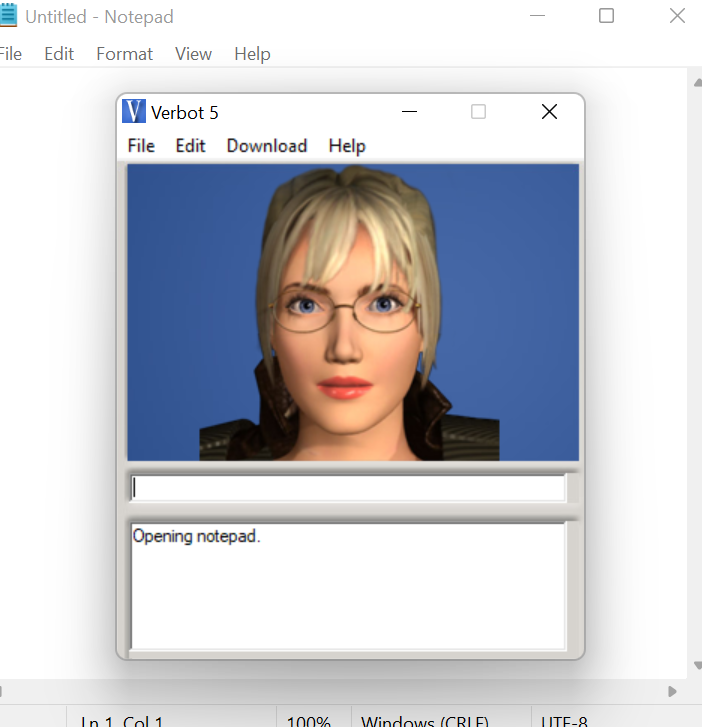 Untitled - Notepad
File Edit Format View Help
V Verbot 5
File Edit Download Help
Opening notepad.
Ln 1, Col 1 100% Windows (CRLF) UTF-8